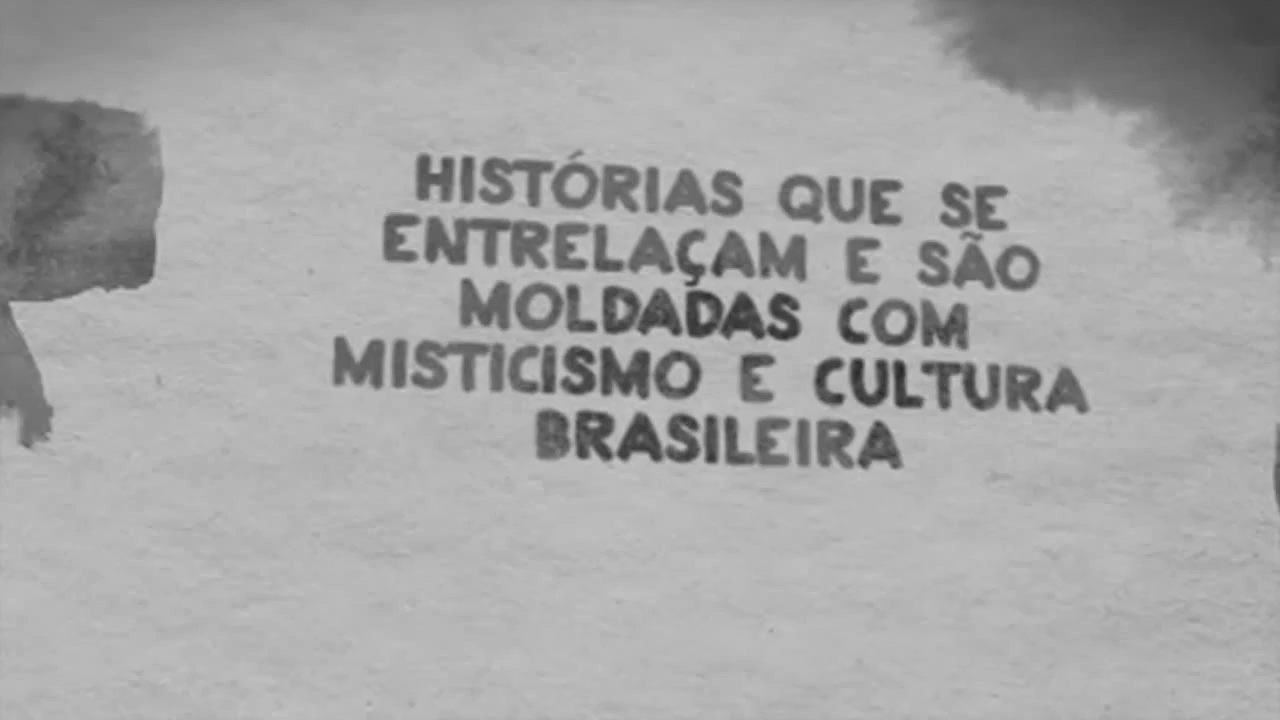 HISTÓRIAS QUE SE
ENTRELAÇAM E SÃO
MOLDADAS COM
MISTICISMO E CULTURA
BRASILEIRA